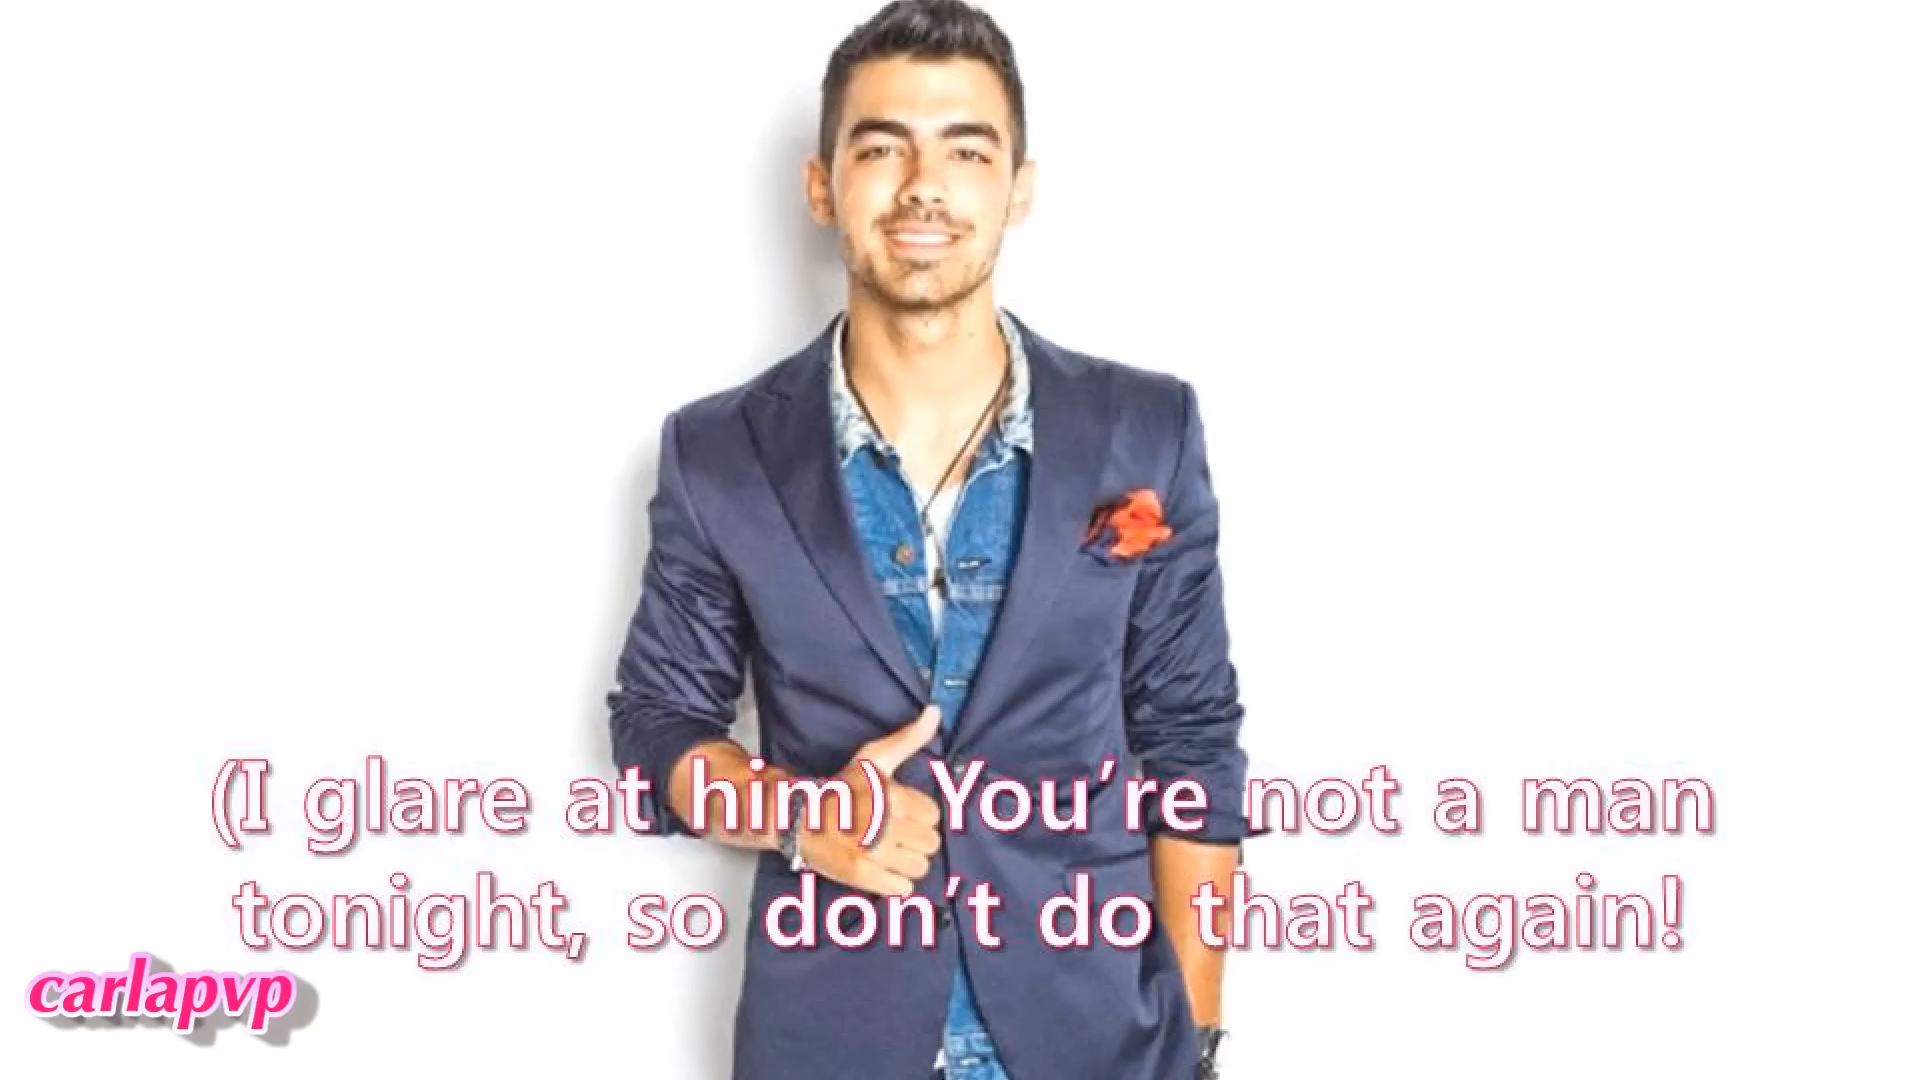 (I glare at him) You're not a man
tonight, so don't do that again!
carlapvp